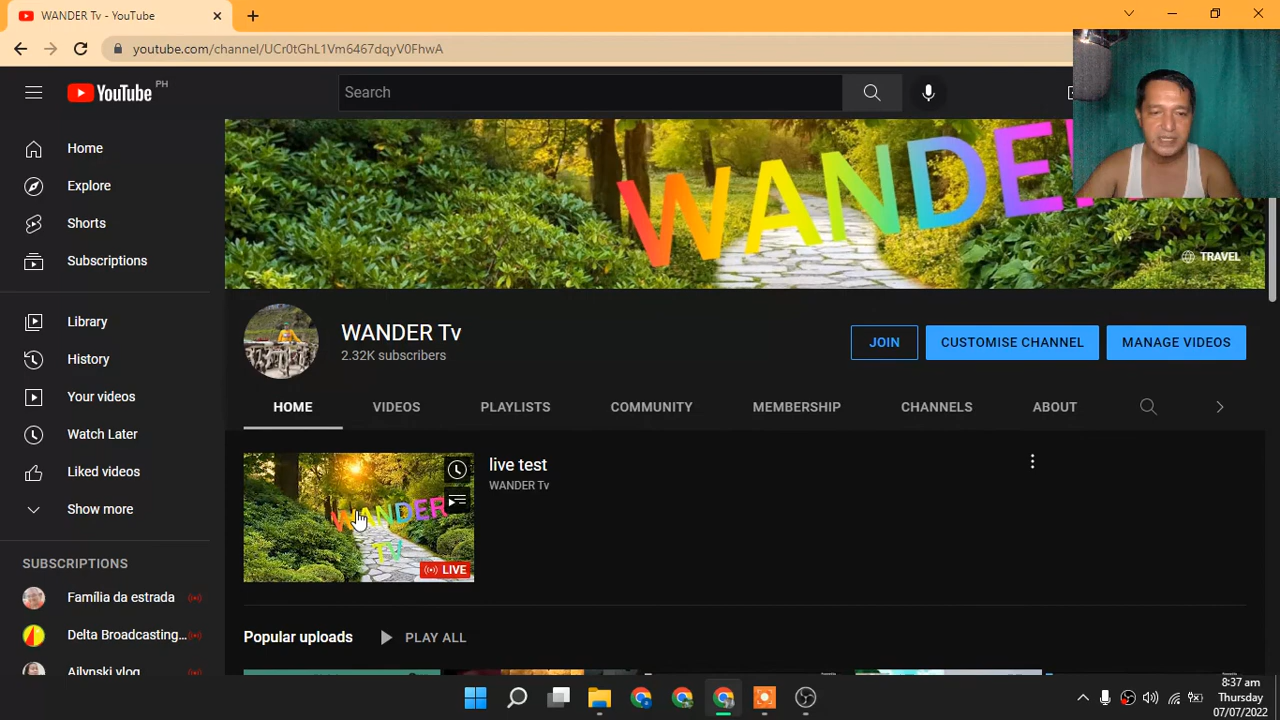 WANDER Tv - YouTube
youtube.com/channel/UCr0tGhL1Vm6467dqyV0FhwA
YouTube PH
Search
Home
Explore
Shorts
Subscriptions
Library
History
Your videos
Watch Later
Liked videos
Show more
SUBSCRIPTIONS
Família da estrada
Delta Broadcasting...
Ailynski vlog
WANDE
TRAVEL
WANDER Tv
2.32K subscribers
JOIN
CUSTOMISE CHANNEL
MANAGE VIDEOS
HOME
VIDEOS
PLAYLISTS
COMMUNITY
MEMBERSHIP
CHANNELS
ABOUT
WANDER
TV
LIVE
live test
WANDER Tv
Popular uploads
PLAY ALL
8:37 am
Thursday
07/07/2022